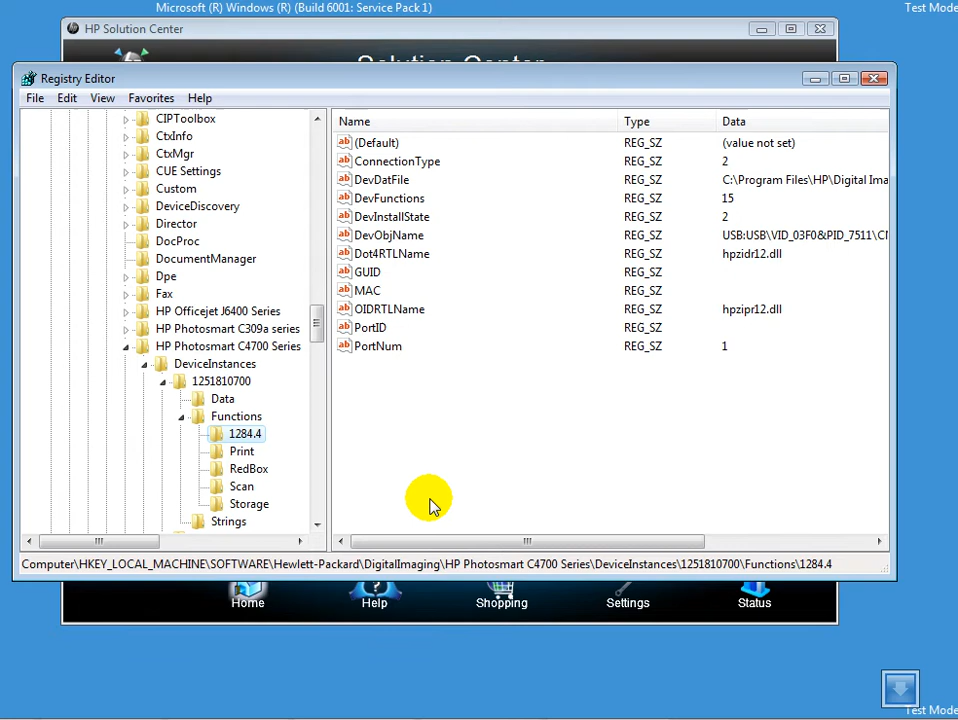 Microsoft (R) Windows (R) (Build 6001: Service Pack 1)
Test Mode
HP Solution Center
Solution Center
Registry Editor
File Edit View Favorites Help
CIPToolbox
CtxInfo
CtxMgr
CUE Settings
Custom
DeviceDiscovery
Director
DocProc
DocumentManager
Dpe
Fax
HP Officejet J6400 Series
HP Photosmart C309a series
HP Photosmart C4700 Series
DeviceInstances
1251810700
Data
Functions
1284.4
Print
RedBox
Scan
Storage
Strings
Name Type Data
(Default) REG_SZ (value not set)
ConnectionType REG_SZ 2
DevDatFile REG_SZ C:\Program Files\HP\Digital Ima
DevFunctions REG_SZ 15
DevInstallState REG_SZ 2
DevObjName REG_SZ USB:USB\VID_03F0&PID_7511\CN
Dot4RTLName REG_SZ hpzidr12.dll
GUID REG_SZ
MAC REG_SZ
OIDRTLName REG_SZ hpzipr12.dll
PortID REG_SZ
PortNum REG_SZ 1
Computer\HKEY_LOCAL_MACHINE\SOFTWARE\Hewlett-Packard\DigitalImaging\HP Photosmart C4700 Series\DeviceInstances\1251810700\Functions\1284.4
Home Help Shopping Settings Status
Test Mode